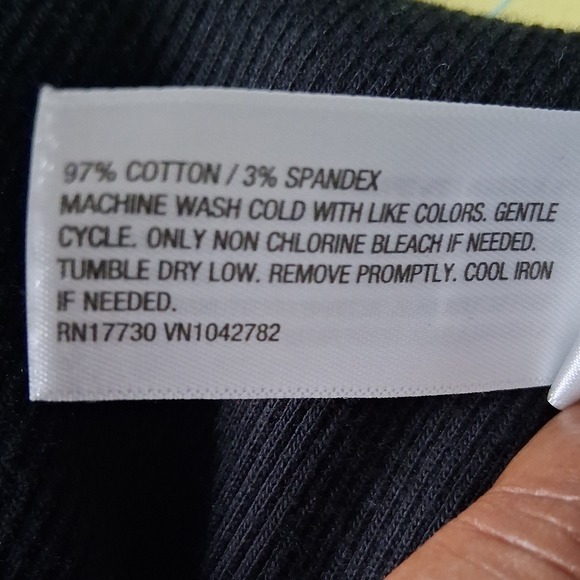 97% COTTON / 3% SPANDEX
MACHINE WASH COLD WITH LIKE COLORS. GENTLE
CYCLE. ONLY NON CHLORINE BLEACH IF NEEDED.
TUMBLE DRY LOW. REMOVE PROMPTLY. COOL IRON
IF NEEDED.
RN17730 VN1042782